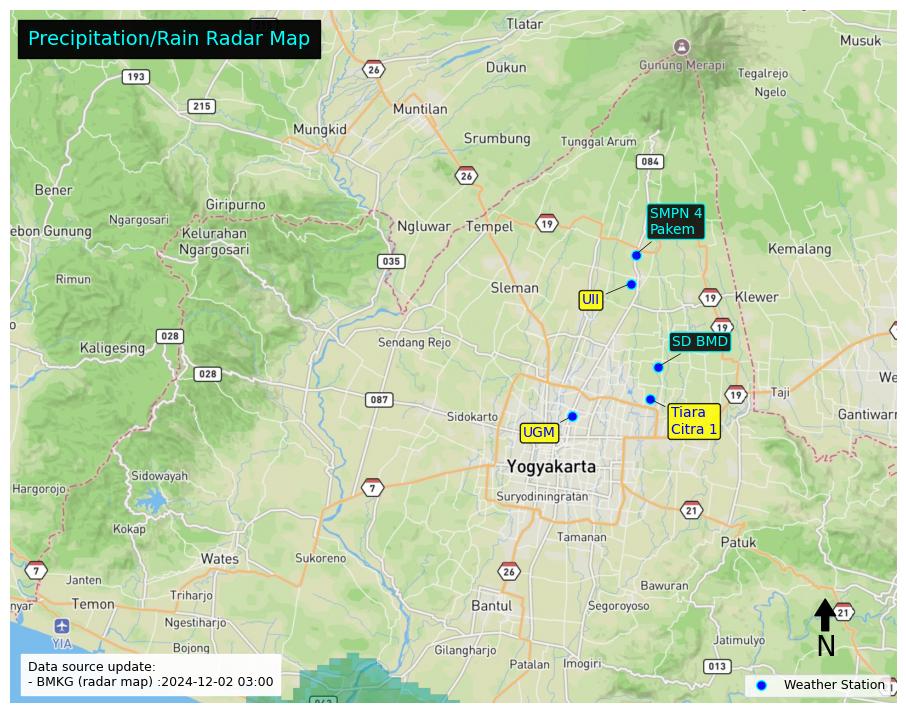 Precipitation/Rain Radar Map
Tlatar
Musuk
26
193
Dukun
Gunung Merapi
Tegalrejo
Ngelo
215
Muntilan
Mungkid
Srumbung
Tunggal Arum
084
26
Bener
Giripurno
SMPN 4
Pakem
Ngargosari
ebon Gunung
Kelurahan
Ngargosari
Ngluwar
Tempel
19
Kemalang
035
Rimun
Sleman
UII
19
Klewer
19
028
Kaligesing
Sendang Rejo
SD BMD
028
087
19
Taji
We
Sidokarto
Tiara
Citra 1
Gantiwarn
UGM
Yogyakarta
Sidowayah
Hargorojo
7
Suryodiningratan
21
Kokap
Tamanan
Patuk
Wates
Sukoreno
7
Janten
26
Bawuran
Triharjo
nyar
Temon
Bantul
Segoroyoso
21
Ngestiharjo
YIA
Bojong
Gilangharjo
Jatimulyo
N
Patalan
Imogiri
013
Data source update:
- BMKG (radar map) :2024-12-02 03:00
Weather Station